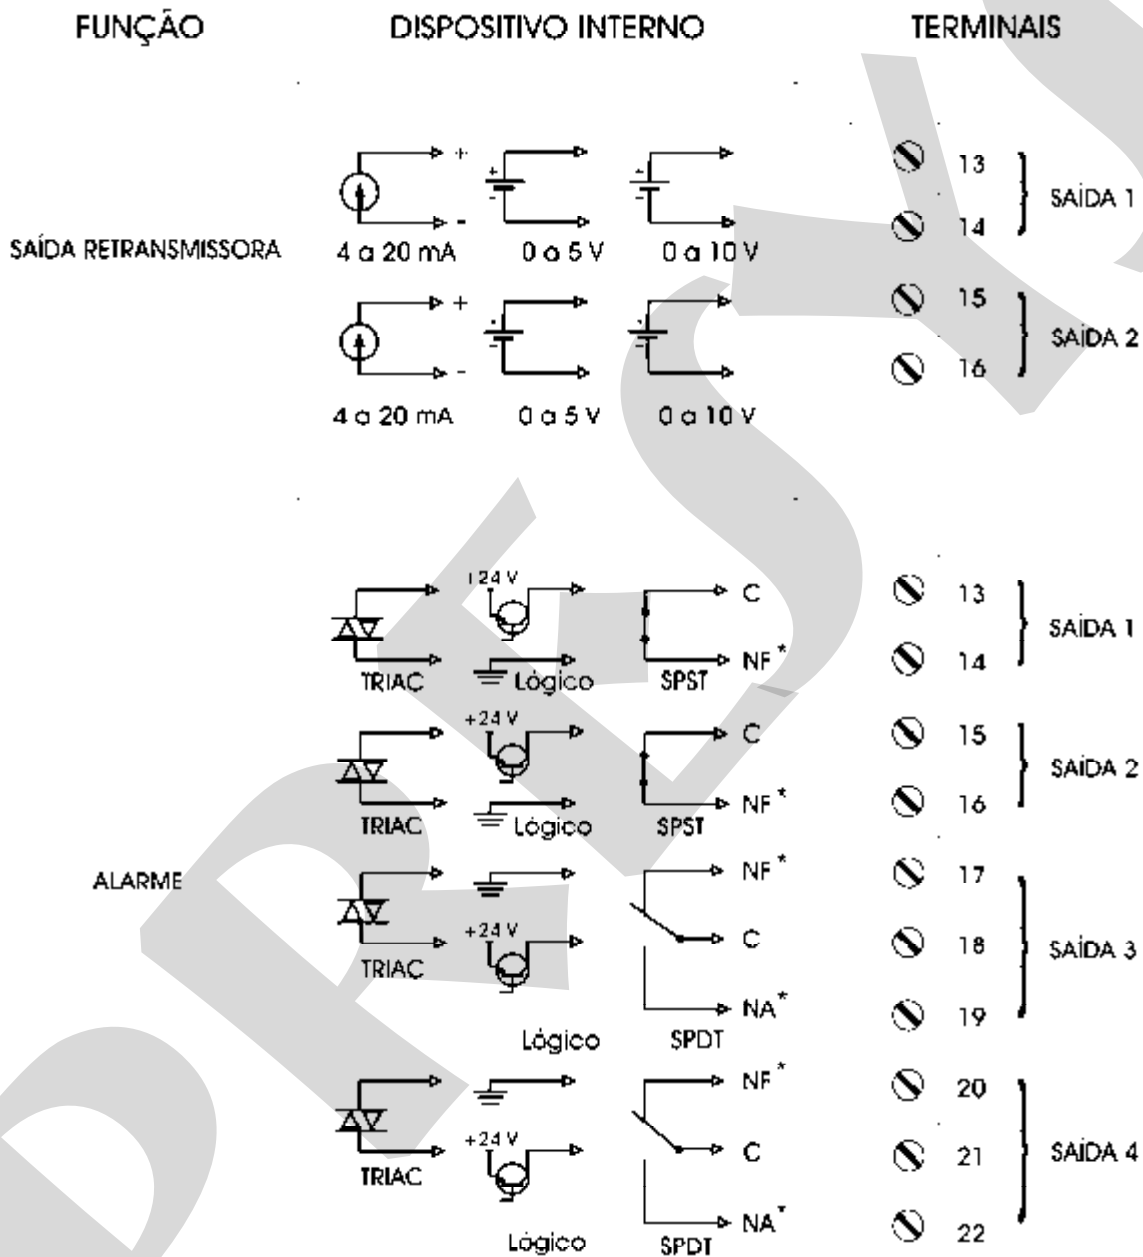 FUNÇÃO DISPOSITIVO INTERNO TERMINAIS
+ + + 13
SAÍDA 1
- - - 14
SAÍDA RETRANSMISSORA 4 a 20 mA 0 a 5 V 0 a 10 V
+ + + 15
SAÍDA 2
- - - 16
4 a 20 mA 0 a 5 V 0 a 10 V
+24 V C 13
SAÍDA 1
NF* 14
TRIAC Lógico SPST
+24 V C 15
SAÍDA 2
NF* 16
TRIAC Lógico SPST
ALARME NF* 17
+24 V C 18 SAÍDA 3
TRIAC
NA* 19
Lógico SPDT
NF* 20
+24 V C 21 SAÍDA 4
TRIAC
NA* 22
Lógico SPDT
PRESYS